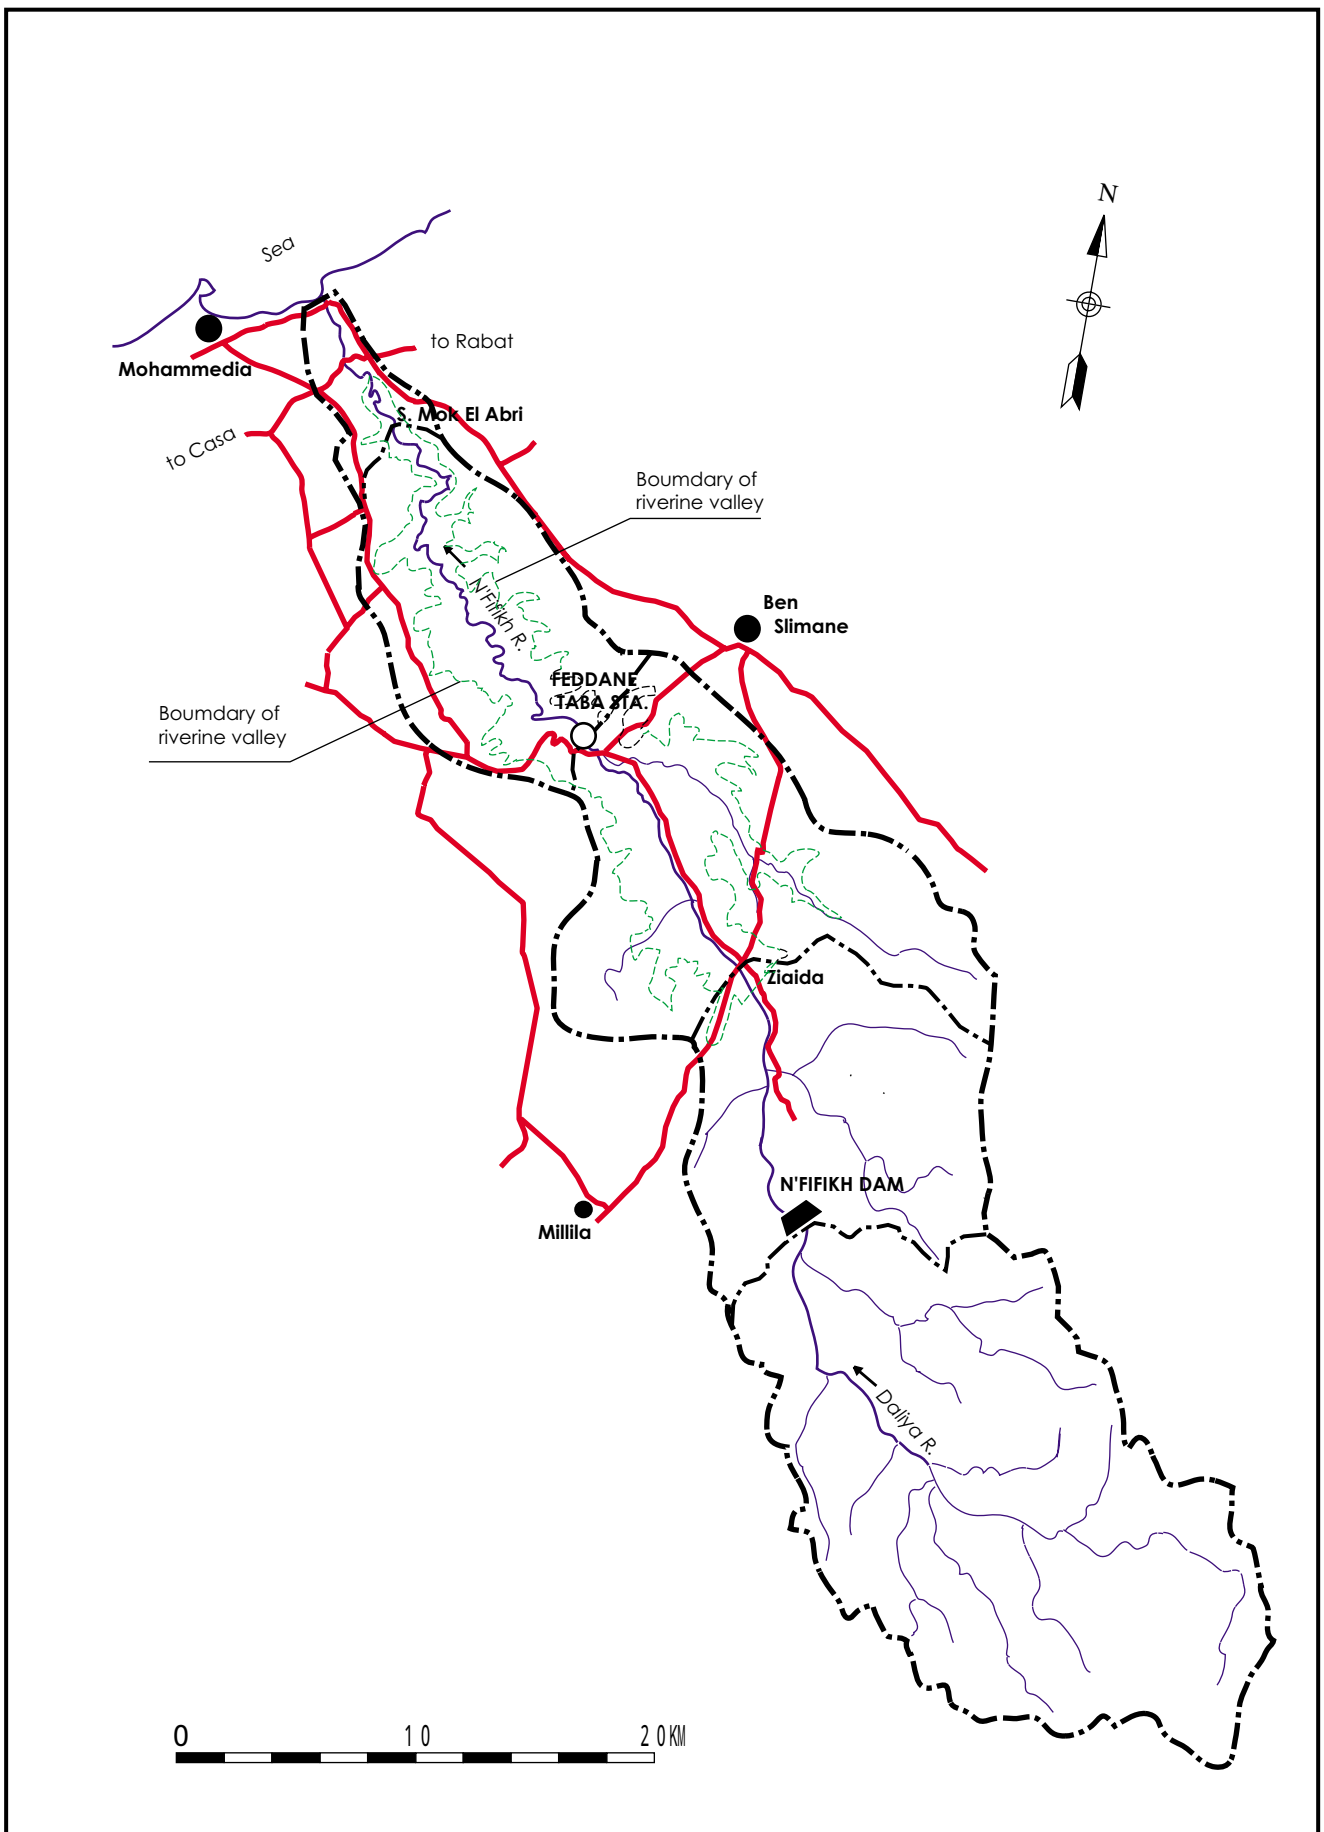 N
Sea
to Rabat
Mohammedia
S. Mok El Abri
to Casa
Boumdary of
riverine valley
N'Fifikh R.
Ben
Slimane
FEDDANE
TABA STA.
Boumdary of
riverine valley
Ziaida
N'FIFIKH DAM
Millila
Daliya R.
0 10 20KM